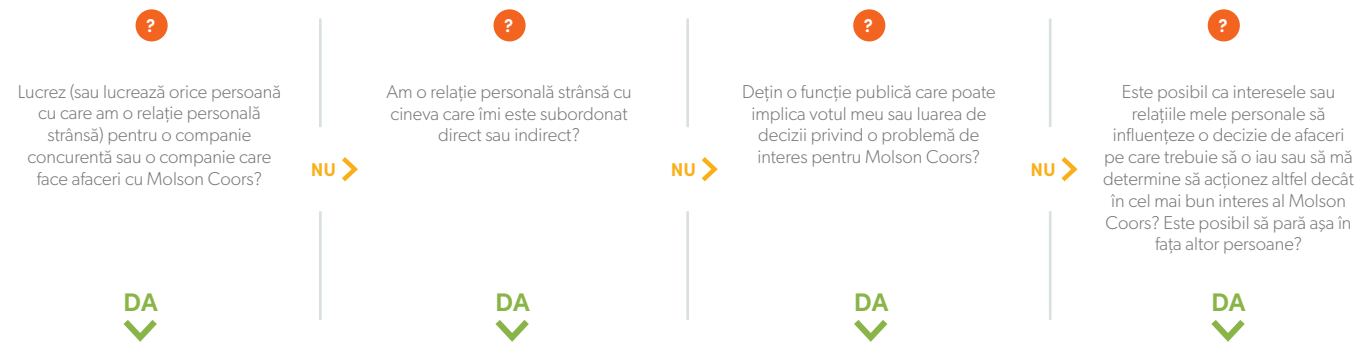 ?
Lucrez (sau lucrează orice persoană
cu care am o relație personală
strânsă) pentru o companie
concurentă sau o companie care
face afaceri cu Molson Coors?
DA
NU
?
Am o relație personală strânsă cu
cineva care îmi este subordonat
direct sau indirect?
DA
NU
?
Dețin o funcție publică care poate
implica votul meu sau luarea de
decizii privind o problemă de
interes pentru Molson Coors?
DA
NU
?
Este posibil ca interesele sau
relațiile mele personale să
influențeze o decizie de afaceri
pe care trebuie să o iau sau să mă
determine să acționez altfel decât
în cel mai bun interes al Molson
Coors? Este posibil să pară așa în
fața altor persoane?
DA